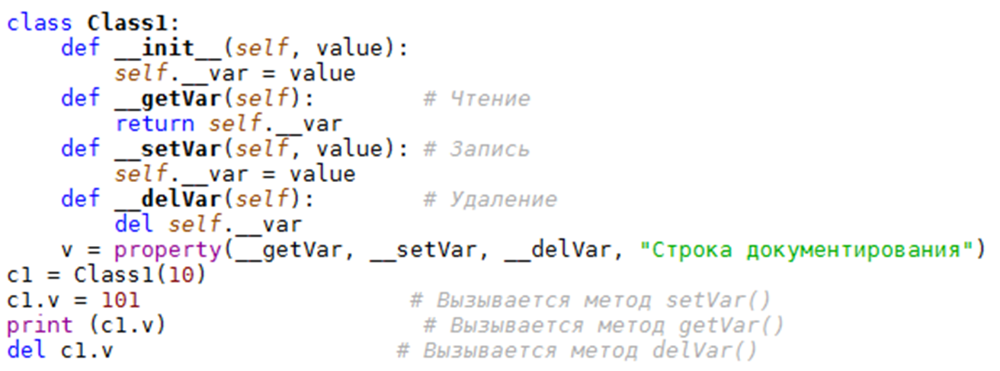 class Class1:
    def __init__(self, value):
        self.__var = value
    def __getVar(self):        # Чтение
        return self.__var
    def __setVar(self, value): # Запись
        self.__var = value
    def __delVar(self):        # Удаление
        del self.__var
    v = property(__getVar, __setVar, __delVar, "Строка документирования")
c1 = Class1(10)
c1.v = 101                    # Вызывается метод setVar()
print (c1.v)                   # Вызывается метод getVar()
del c1.v                     # Вызывается метод delVar()